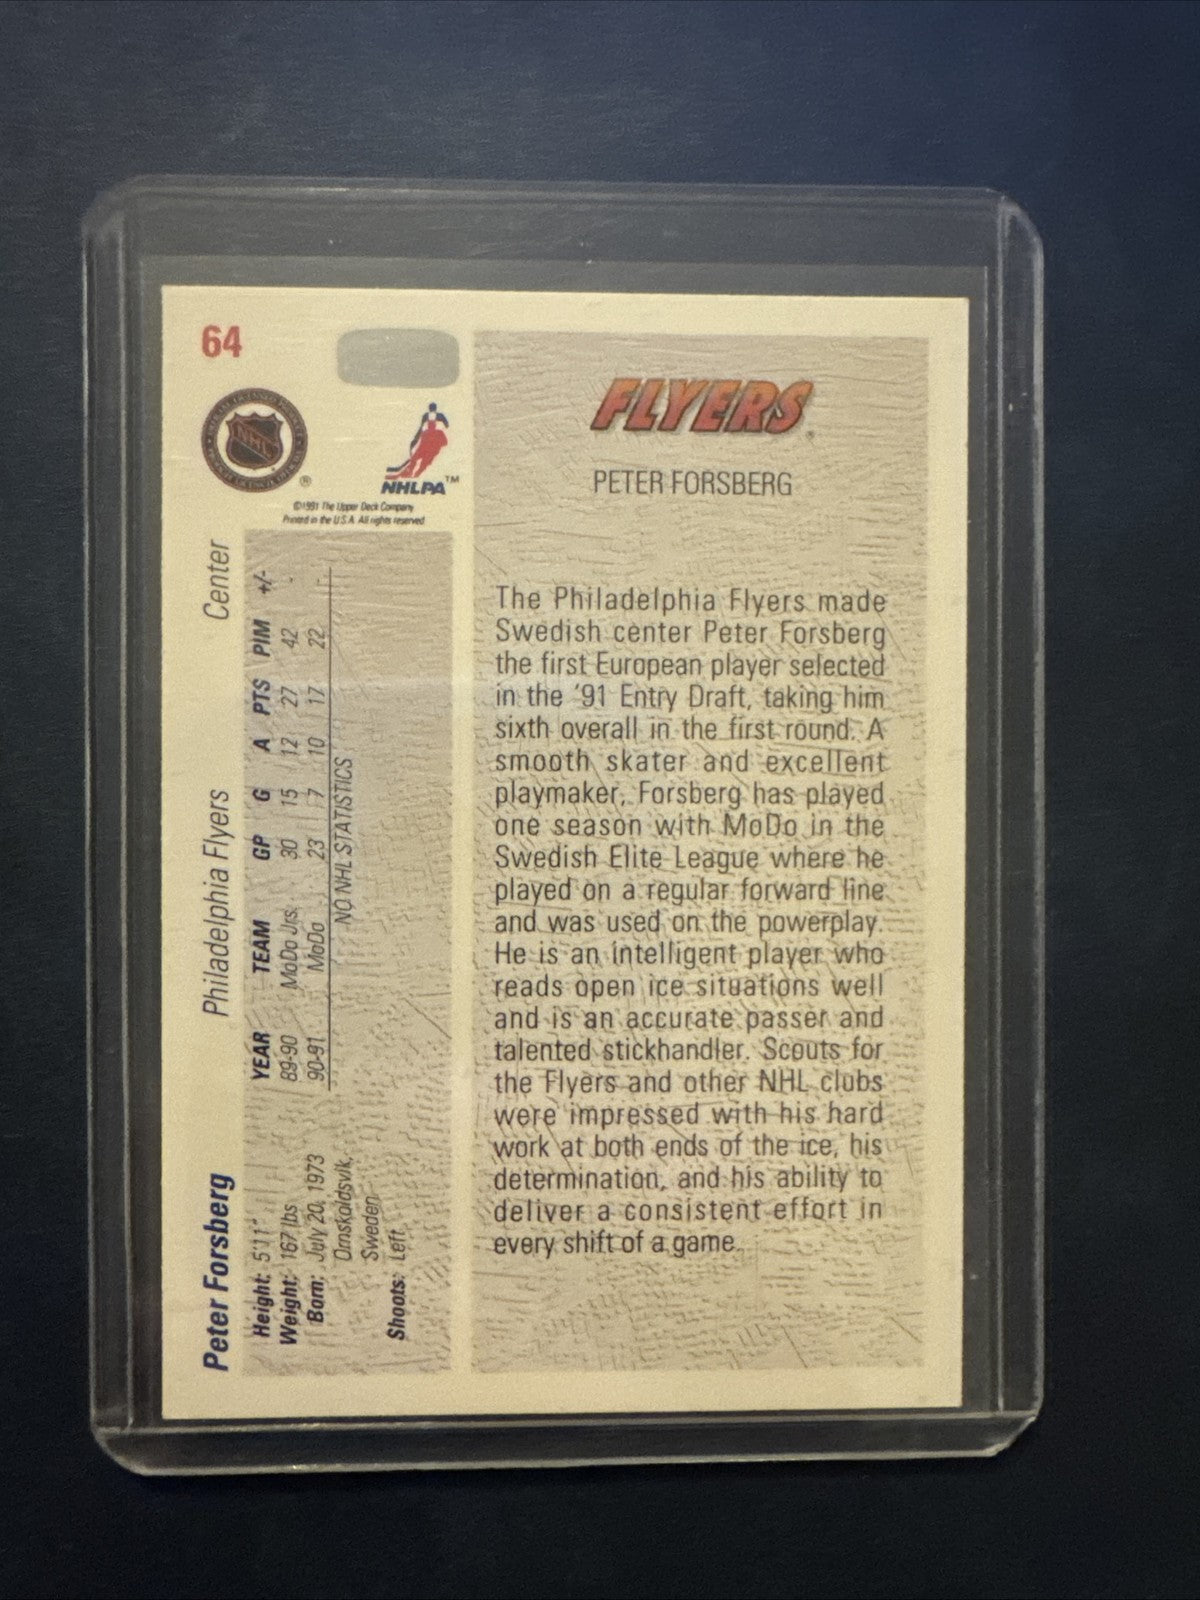 64
NHL
®
NHLPA™
©1991 The Upper Deck Company
Printed in the U.S.A. All rights reserved
Peter Forsberg Philadelphia Flyers Center
YEAR TEAM GP G A PTS PIM +/-
89-90 MoDo Jrs. 30 15 12 27 42 -
90-91 MoDo 23 7 10 17 22
NO NHL STATISTICS
Height: 5'11"
Weight: 167 lbs
Born: July 20, 1973
Ornskoldsvik,
Sweden
Shoots: Left
FLYERS®
PETER FORSBERG
The Philadelphia Flyers made
Swedish center Peter Forsberg
the first European player selected
in the '91 Entry Draft, taking him
sixth overall in the first round. A
smooth skater and excellent
playmaker, Forsberg has played
one season with MoDo in the
Swedish Elite League where he
played on a regular forward line
and was used on the powerplay.
He is an intelligent player who
reads open ice situations well
and is an accurate passer and
talented stickhandler. Scouts for
the Flyers and other NHL clubs
were impressed with his hard
work at both ends of the ice, his
determination, and his ability to
deliver a consistent effort in
every shift of a game.